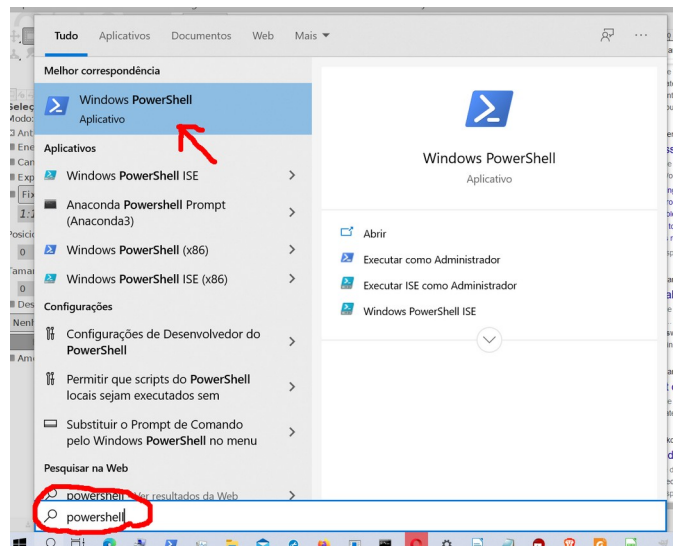 Tudo Aplicativos Documentos Web Mais
Melhor correspondência
Windows PowerShell
Aplicativo
Aplicativos
Windows PowerShell ISE
Anaconda Powershell Prompt
(Anaconda3)
Windows PowerShell (x86)
Windows PowerShell ISE (x86)
Configurações
Configurações de Desenvolvedor do
PowerShell
Permitir que scripts do PowerShell
locais sejam executados sem
Substituir o Prompt de Comando
pelo Windows PowerShell no menu
Pesquisar na Web
powershell Ver resultados da Web
powershell
Windows PowerShell
Aplicativo
Abrir
Executar como Administrador
Executar ISE como Administrador
Windows PowerShell ISE